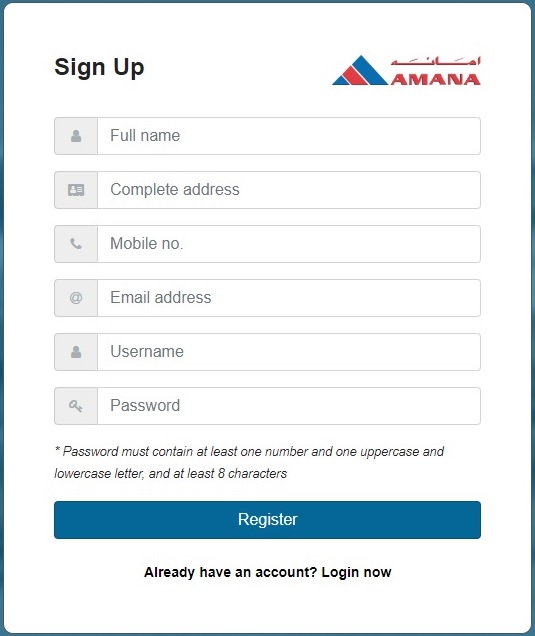 Sign Up
امـــانــه
AMANA
Full name
Complete address
Mobile no.
Email address
Username
Password
* Password must contain at least one number and one uppercase and
lowercase letter, and at least 8 characters
Register
Already have an account? Login now